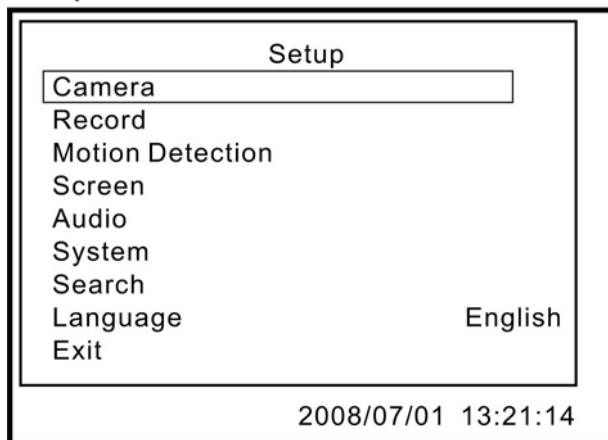 Setup
Camera
Record
Motion Detection
Screen
Audio
System
Search
Language English
Exit
2008/07/01 13:21:14